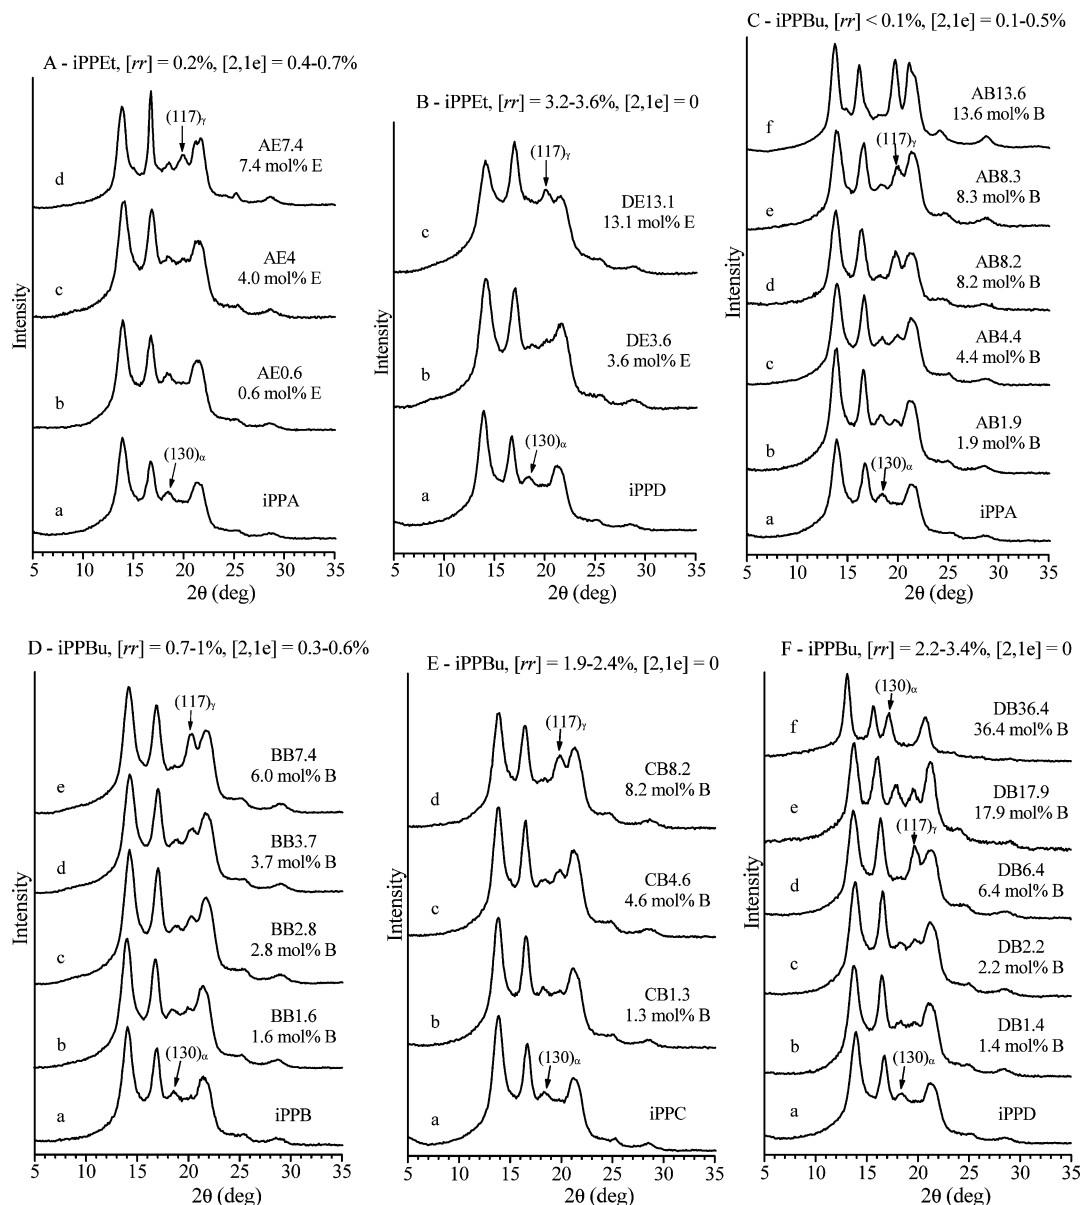 A - iPPEt, [rr] = 0.2%, [2,1e] = 0.4-0.7%
Intensity
(117)γ
AE7.4
7.4 mol% E
d
AE4
4.0 mol% E
c
AE0.6
0.6 mol% E
b
(130)α
iPPA
a
5 10 15 20 25 30 35
2θ (deg)
B - iPPEt, [rr] = 3.2-3.6%, [2,1e] = 0
Intensity
(117)γ
DE13.1
13.1 mol% E
c
DE3.6
3.6 mol% E
b
(130)α
iPPD
a
5 10 15 20 25 30 35
2θ (deg)
C - iPPBu, [rr] < 0.1%, [2,1e] = 0.1-0.5%
Intensity
AB13.6
13.6 mol% B
f
(117)γ
AB8.3
8.3 mol% B
e
AB8.2
8.2 mol% B
d
AB4.4
4.4 mol% B
c
AB1.9
1.9 mol% B
b
(130)α
iPPA
a
5 10 15 20 25 30 35
2θ (deg)
D - iPPBu, [rr] = 0.7-1%, [2,1e] = 0.3-0.6%
Intensity
(117)γ
BB7.4
6.0 mol% B
e
BB3.7
3.7 mol% B
d
BB2.8
2.8 mol% B
c
BB1.6
1.6 mol% B
b
(130)α
iPPB
a
5 10 15 20 25 30 35
2θ (deg)
E - iPPBu, [rr] = 1.9-2.4%, [2,1e] = 0
Intensity
(117)γ
CB8.2
8.2 mol% B
d
CB4.6
4.6 mol% B
c
CB1.3
1.3 mol% B
b
(130)α
iPPC
a
5 10 15 20 25 30 35
2θ (deg)
F - iPPBu, [rr] = 2.2-3.4%, [2,1e] = 0
Intensity
(130)α
DB36.4
36.4 mol% B
f
DB17.9
17.9 mol% B
e
(117)γ
DB6.4
6.4 mol% B
d
DB2.2
2.2 mol% B
c
DB1.4
1.4 mol% B
b
(130)α
iPPD
a
5 10 15 20 25 30 35
2θ (deg)